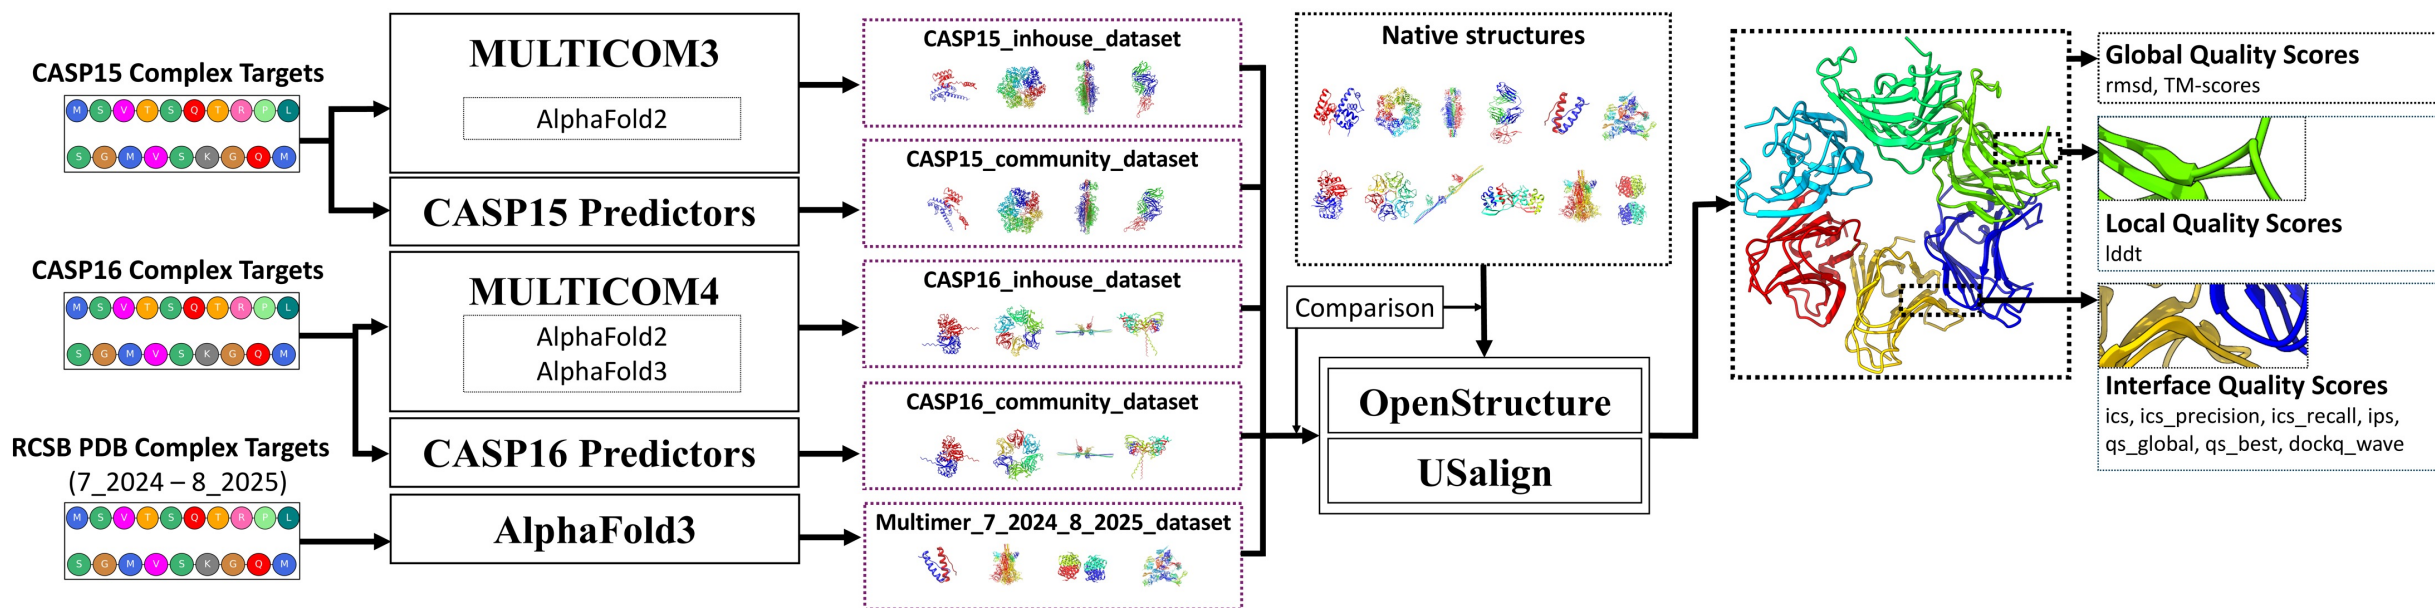 CASP15 Complex Targets
M S V T S Q T R P L
S G M V S K G Q M
CASP16 Complex Targets
M S V T S Q T R P L
S G M V S K G Q M
RCSB PDB Complex Targets
(7_2024 – 8_2025)
M S V T S Q T R P L
S G M V S K G Q M
MULTICOM3
AlphaFold2
CASP15 Predictors
MULTICOM4
AlphaFold2
AlphaFold3
CASP16 Predictors
AlphaFold3
CASP15_inhouse_dataset
CASP15_community_dataset
CASP16_inhouse_dataset
CASP16_community_dataset
Multimer_7_2024_8_2025_dataset
Native structures
Comparison
OpenStructure
USalign
Global Quality Scores
rmsd, TM-scores
Local Quality Scores
lddt
Interface Quality Scores
ics, ics_precision, ics_recall, ips,
qs_global, qs_best, dockq_wave